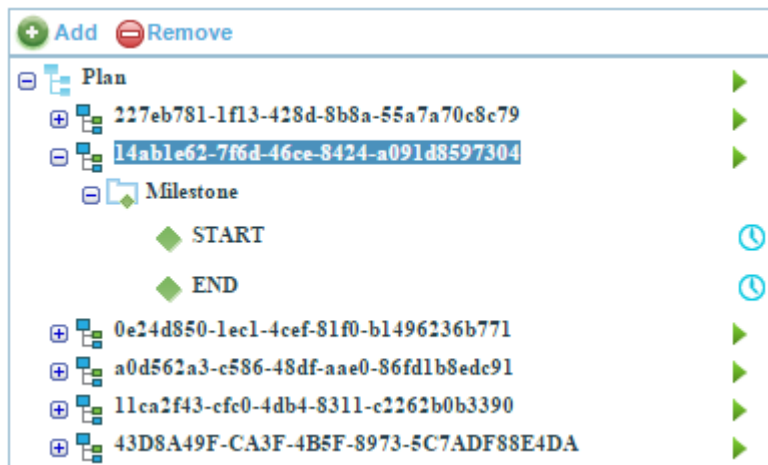 Add Remove
Plan
227eb781-1f13-428d-8b8a-55a7a70c8c79
14ab1e62-7f6d-46ce-8424-a091d8597304
Milestone
START
END
0e24d850-1ec1-4cef-81f0-b1496236b771
a0d562a3-c586-48df-aae0-86fd1b8edc91
11ca2f43-cfc0-4db4-8311-c2262b0b3390
43D8A49F-CA3F-4B5F-8973-5C7ADF88E4DA